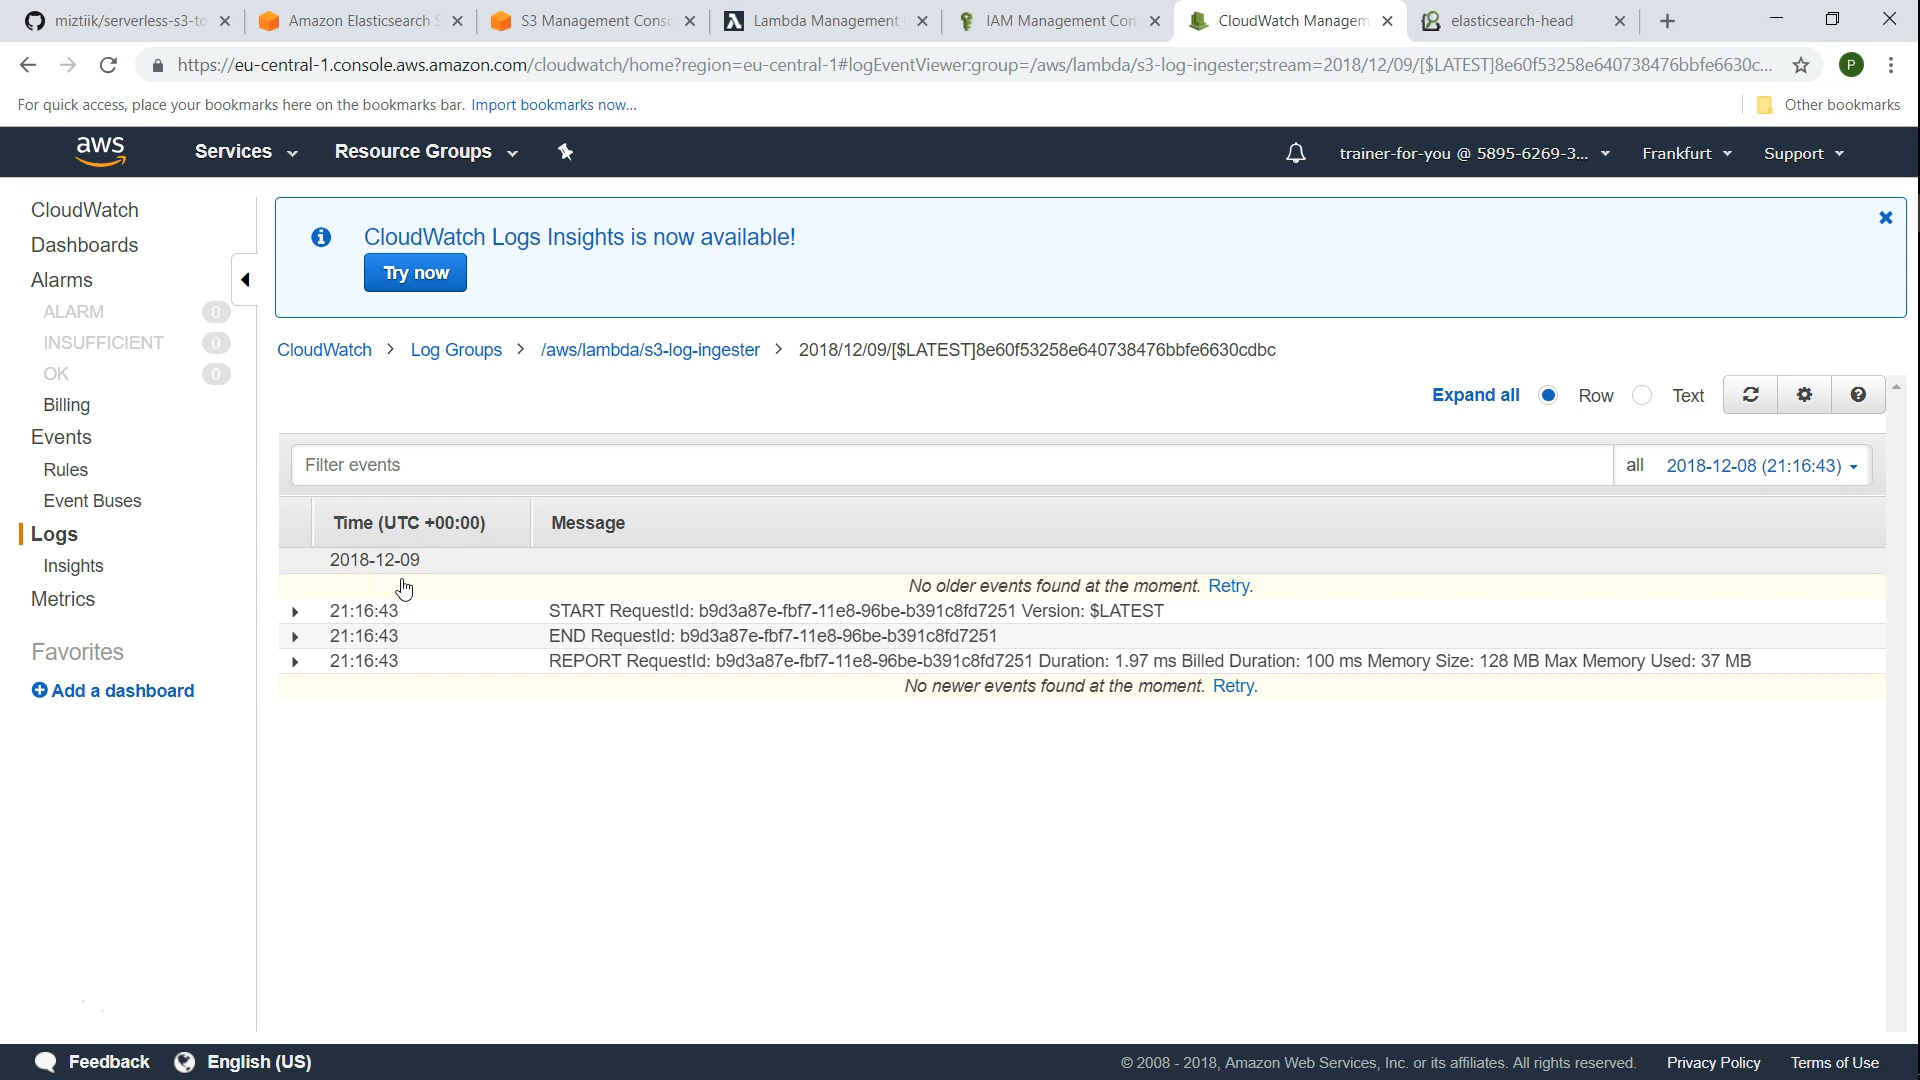 miztiik/serverless-s3-to
Amazon Elasticsearch S
S3 Management Conso
Lambda Management C
IAM Management Con
CloudWatch Managem
elasticsearch-head
https://eu-central-1.console.aws.amazon.com/cloudwatch/home?region=eu-central-1#logEventViewer:group=/aws/lambda/s3-log-ingester;stream=2018/12/09/[$LATEST]8e60f53258e640738476bbfe6630c...
P
For quick access, place your bookmarks here on the bookmarks bar. Import bookmarks now...
Other bookmarks
aws
Services
Resource Groups
trainer-for-you @ 5895-6269-3...
Frankfurt
Support
CloudWatch
Dashboards
Alarms
ALARM 0
INSUFFICIENT 0
OK 0
Billing
Events
Rules
Event Buses
Logs
Insights
Metrics
Favorites
Add a dashboard
CloudWatch Logs Insights is now available!
Try now
CloudWatch > Log Groups > /aws/lambda/s3-log-ingester > 2018/12/09/[$LATEST]8e60f53258e640738476bbfe6630cdbc
Expand all Row Text
Filter events
all 2018-12-08 (21:16:43)
Time (UTC +00:00) Message
2018-12-09
No older events found at the moment. Retry.
21:16:43 START RequestId: b9d3a87e-fbf7-11e8-96be-b391c8fd7251 Version: $LATEST
21:16:43 END RequestId: b9d3a87e-fbf7-11e8-96be-b391c8fd7251
21:16:43 REPORT RequestId: b9d3a87e-fbf7-11e8-96be-b391c8fd7251 Duration: 1.97 ms Billed Duration: 100 ms Memory Size: 128 MB Max Memory Used: 37 MB
No newer events found at the moment. Retry.
Feedback
English (US)
© 2008 - 2018, Amazon Web Services, Inc. or its affiliates. All rights reserved.
Privacy Policy
Terms of Use